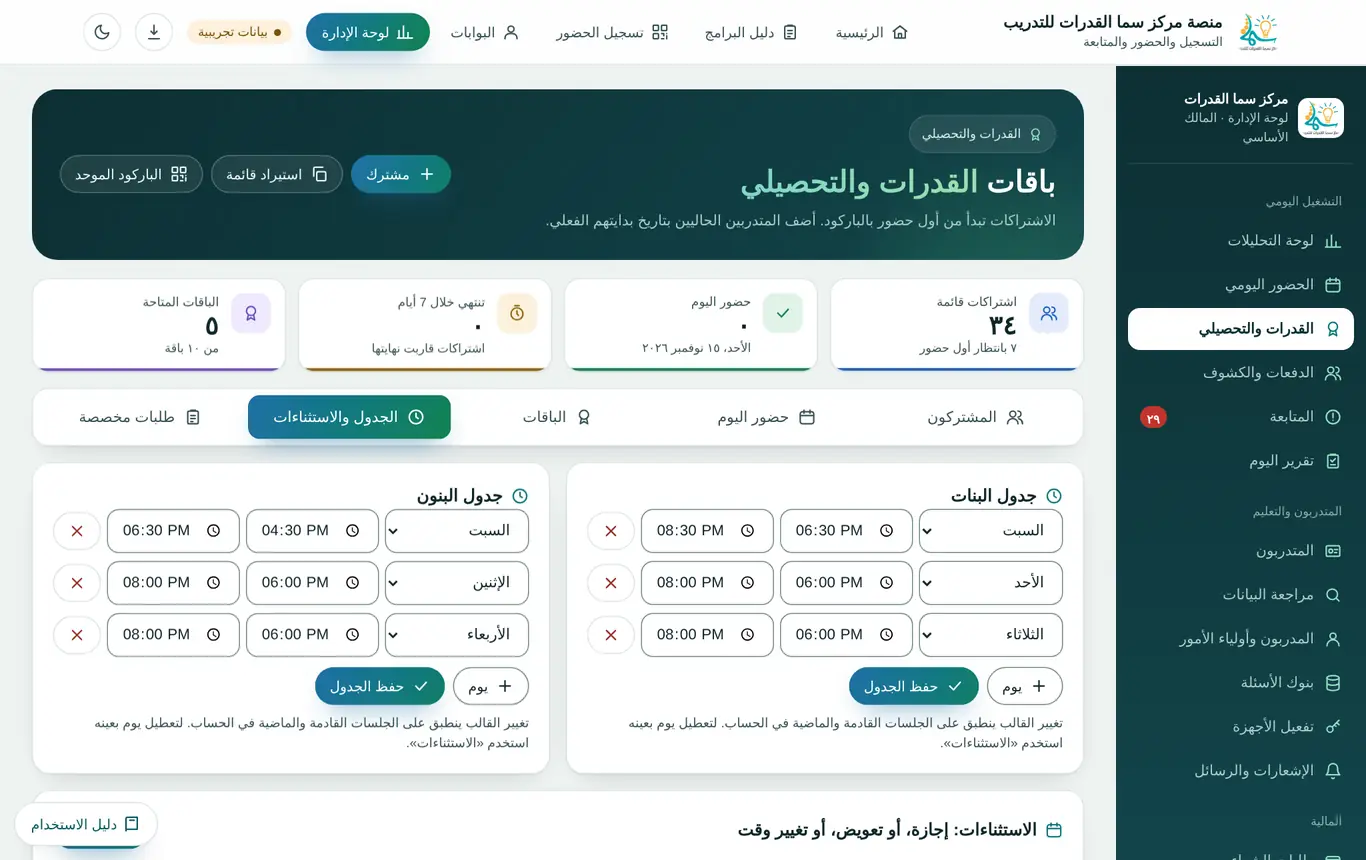 منصة مركز سما القدرات للتدريب
التسجيل والحضور والمتابعة
الرئيسية
دليل البرامج
تسجيل الحضور
البوابات
لوحة الإدارة
بيانات تجريبية
مركز سما القدرات
لوحة الإدارة · المالك
الأساسي
التشغيل اليومي
لوحة التحليلات
الحضور اليومي
القدرات والتحصيلي
الدفعات والكشوف
المتابعة
٢٩
تقرير اليوم
المتدربون والتعليم
المتدربون
مراجعة البيانات
المدربون وأولياء الأمور
بنوك الأسئلة
تفعيل الأجهزة
الإشعارات والرسائل
المالية
القدرات والتحصيلي
باقات القدرات والتحصيلي
الاشتراكات تبدأ من أول حضور بالباركود. أضف المتدربين الحاليين بتاريخ بدايتهم الفعلي.
مشترك
استيراد قائمة
الباركود الموحد
اشتراكات قائمة
٣٤
٧ بانتظار أول حضور
حضور اليوم
٠
الأحد، ١٥ نوفمبر ٢٠٢٦
تنتهي خلال 7 أيام
٠
اشتراكات قاربت نهايتها
الباقات المتاحة
٥
من ١٠ باقة
المشتركون
حضور اليوم
الباقات
الجدول والاستثناءات
طلبات مخصصة
جدول البنات
السبت 06:30 PM 08:30 PM
الأحد 06:00 PM 08:00 PM
الثلاثاء 06:00 PM 08:00 PM
يوم
حفظ الجدول
تغيير القالب ينطبق على الجلسات القادمة والماضية في الحساب. لتعطيل يوم بعينه
استخدم «الاستثناءات».
جدول البنون
السبت 04:30 PM 06:30 PM
الإثنين 06:00 PM 08:00 PM
الأربعاء 06:00 PM 08:00 PM
يوم
حفظ الجدول
تغيير القالب ينطبق على الجلسات القادمة والماضية في الحساب. لتعطيل يوم بعينه
استخدم «الاستثناءات».
الاستثناءات: إجازة، أو تعويض، أو تغيير وقت
دليل الاستخدام